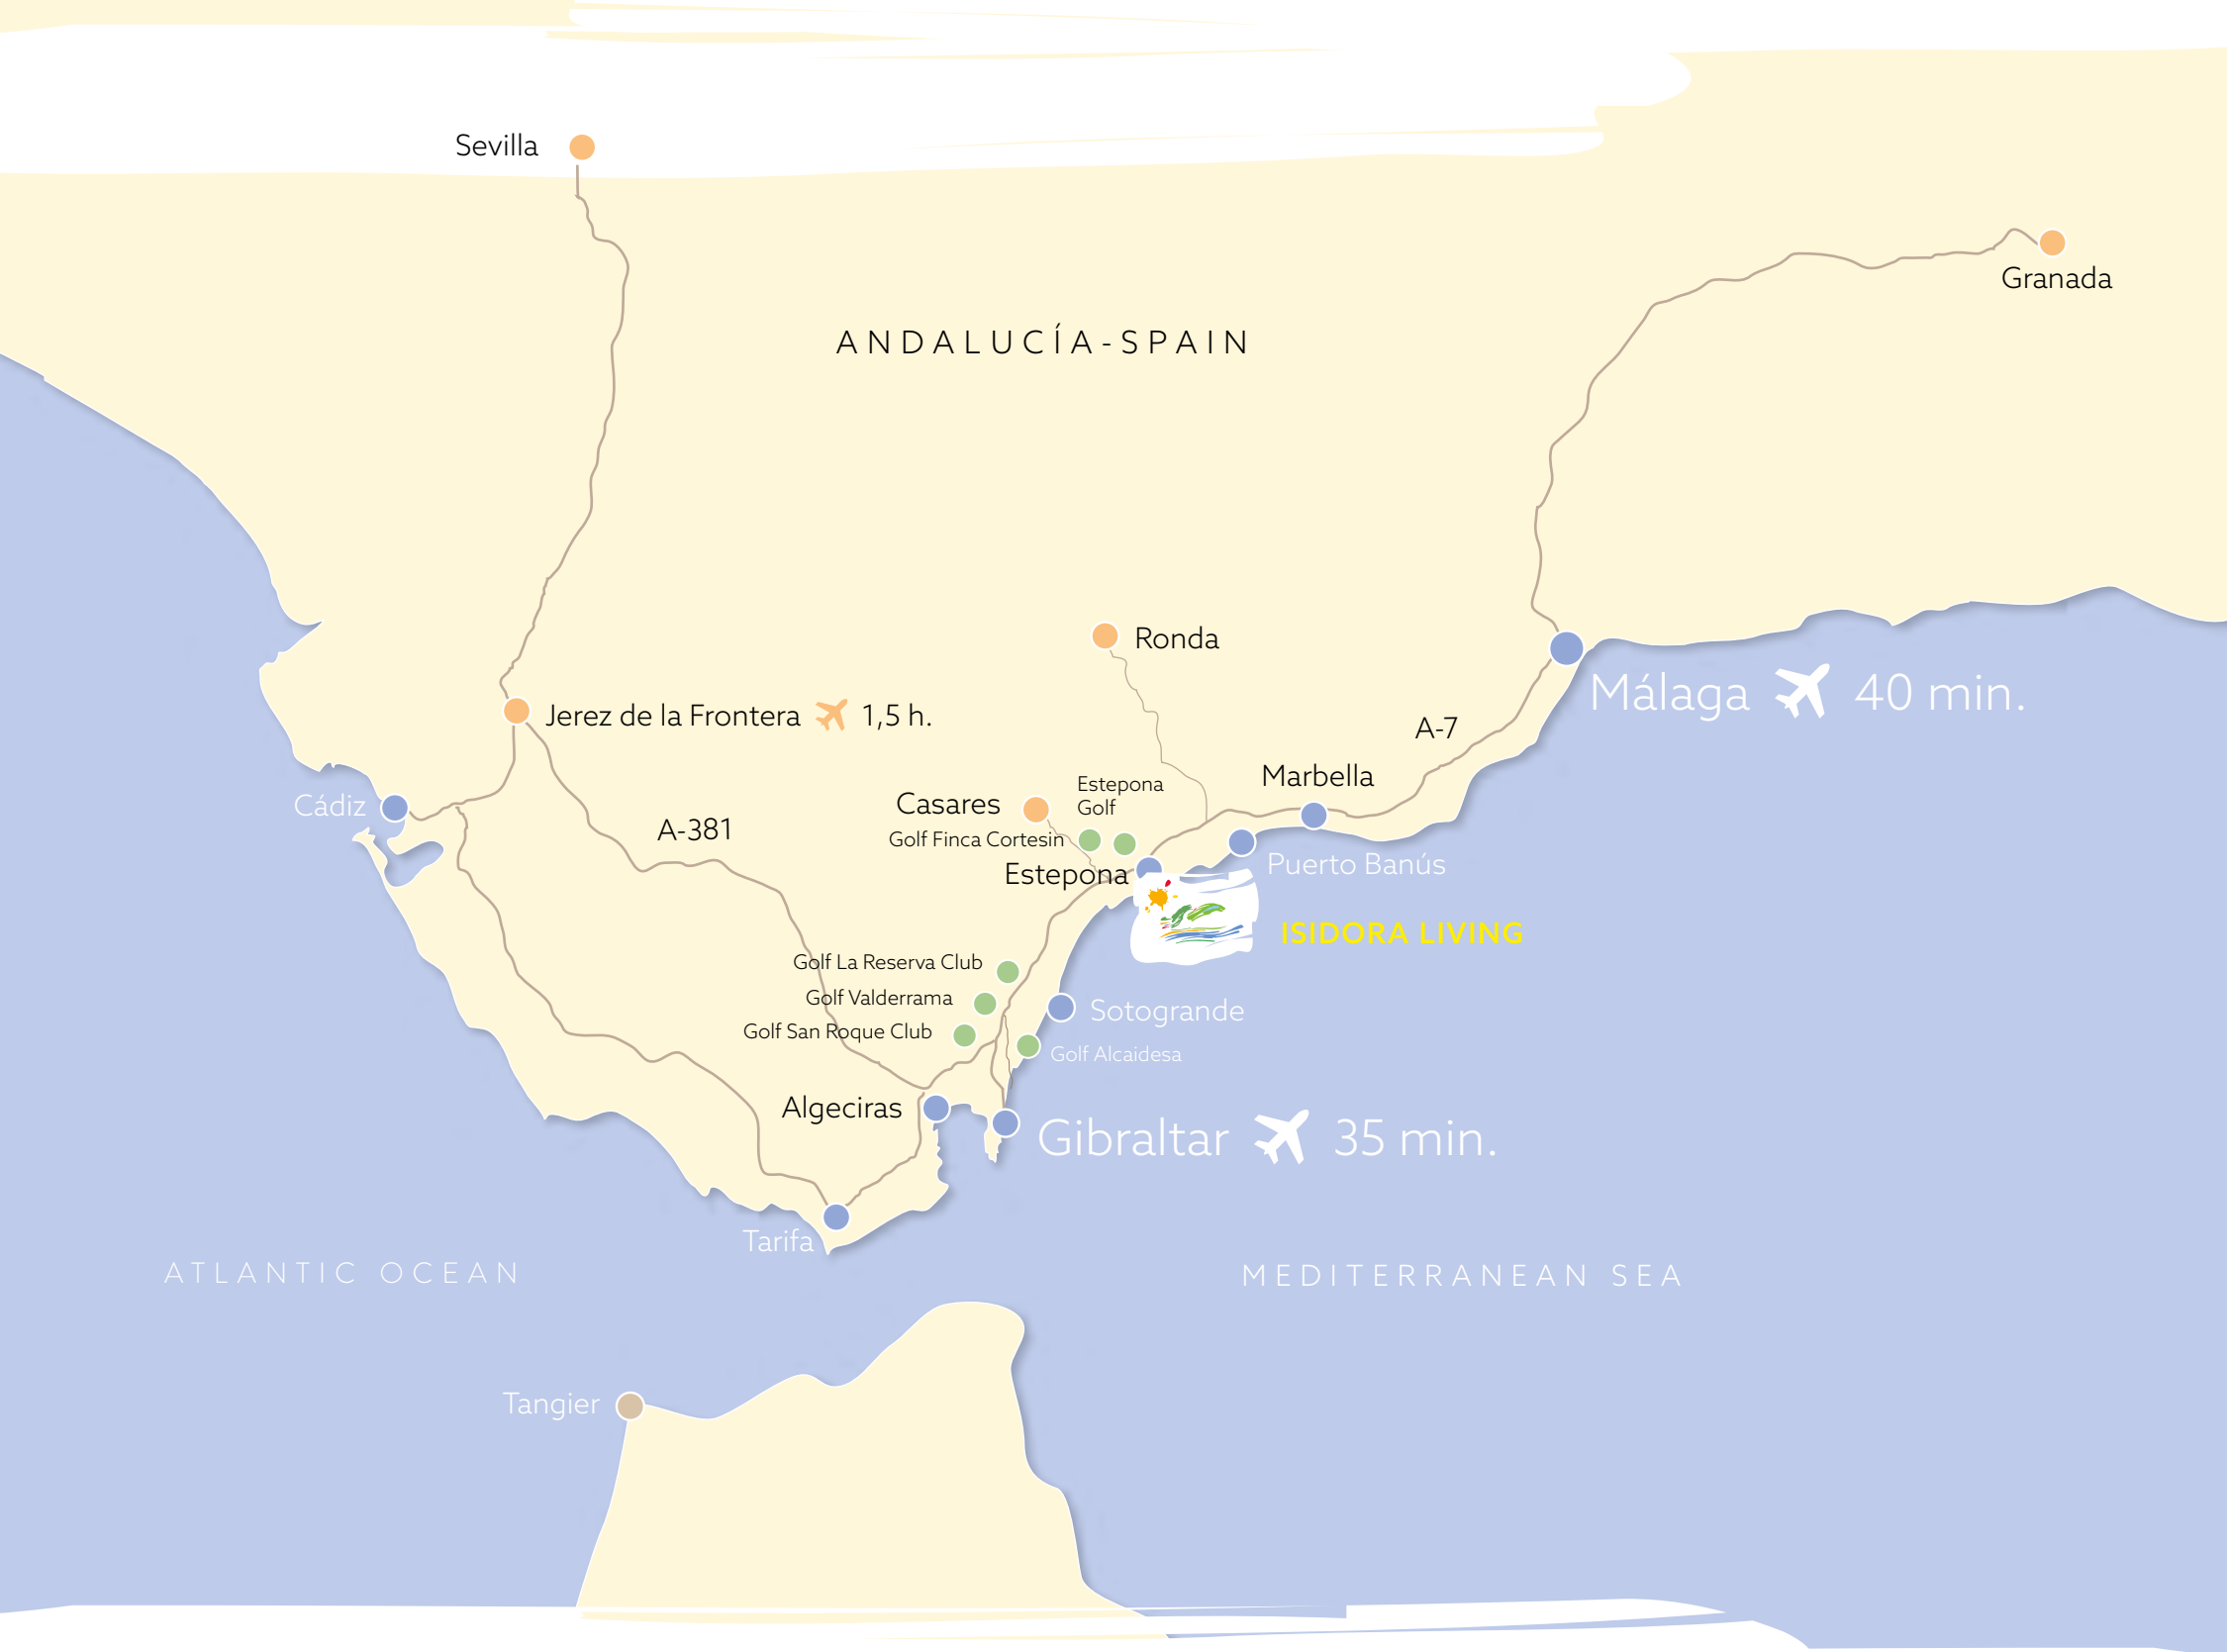 Sevilla
Granada
ANDALUCÍA-SPAIN
Ronda
Málaga 40 min.
Jerez de la Frontera 1,5 h.
A-7
Marbella
Estepona
Golf
Casares
Cádiz
A-381
Golf Finca Cortesin
Puerto Banús
Estepona
ISIDORA LIVING
Golf La Reserva Club
Golf Valderrama
Sotogrande
Golf San Roque Club
Golf Alcaidesa
Algeciras
Gibraltar 35 min.
Tarifa
ATLANTIC OCEAN
MEDITERRANEAN SEA
Tangier